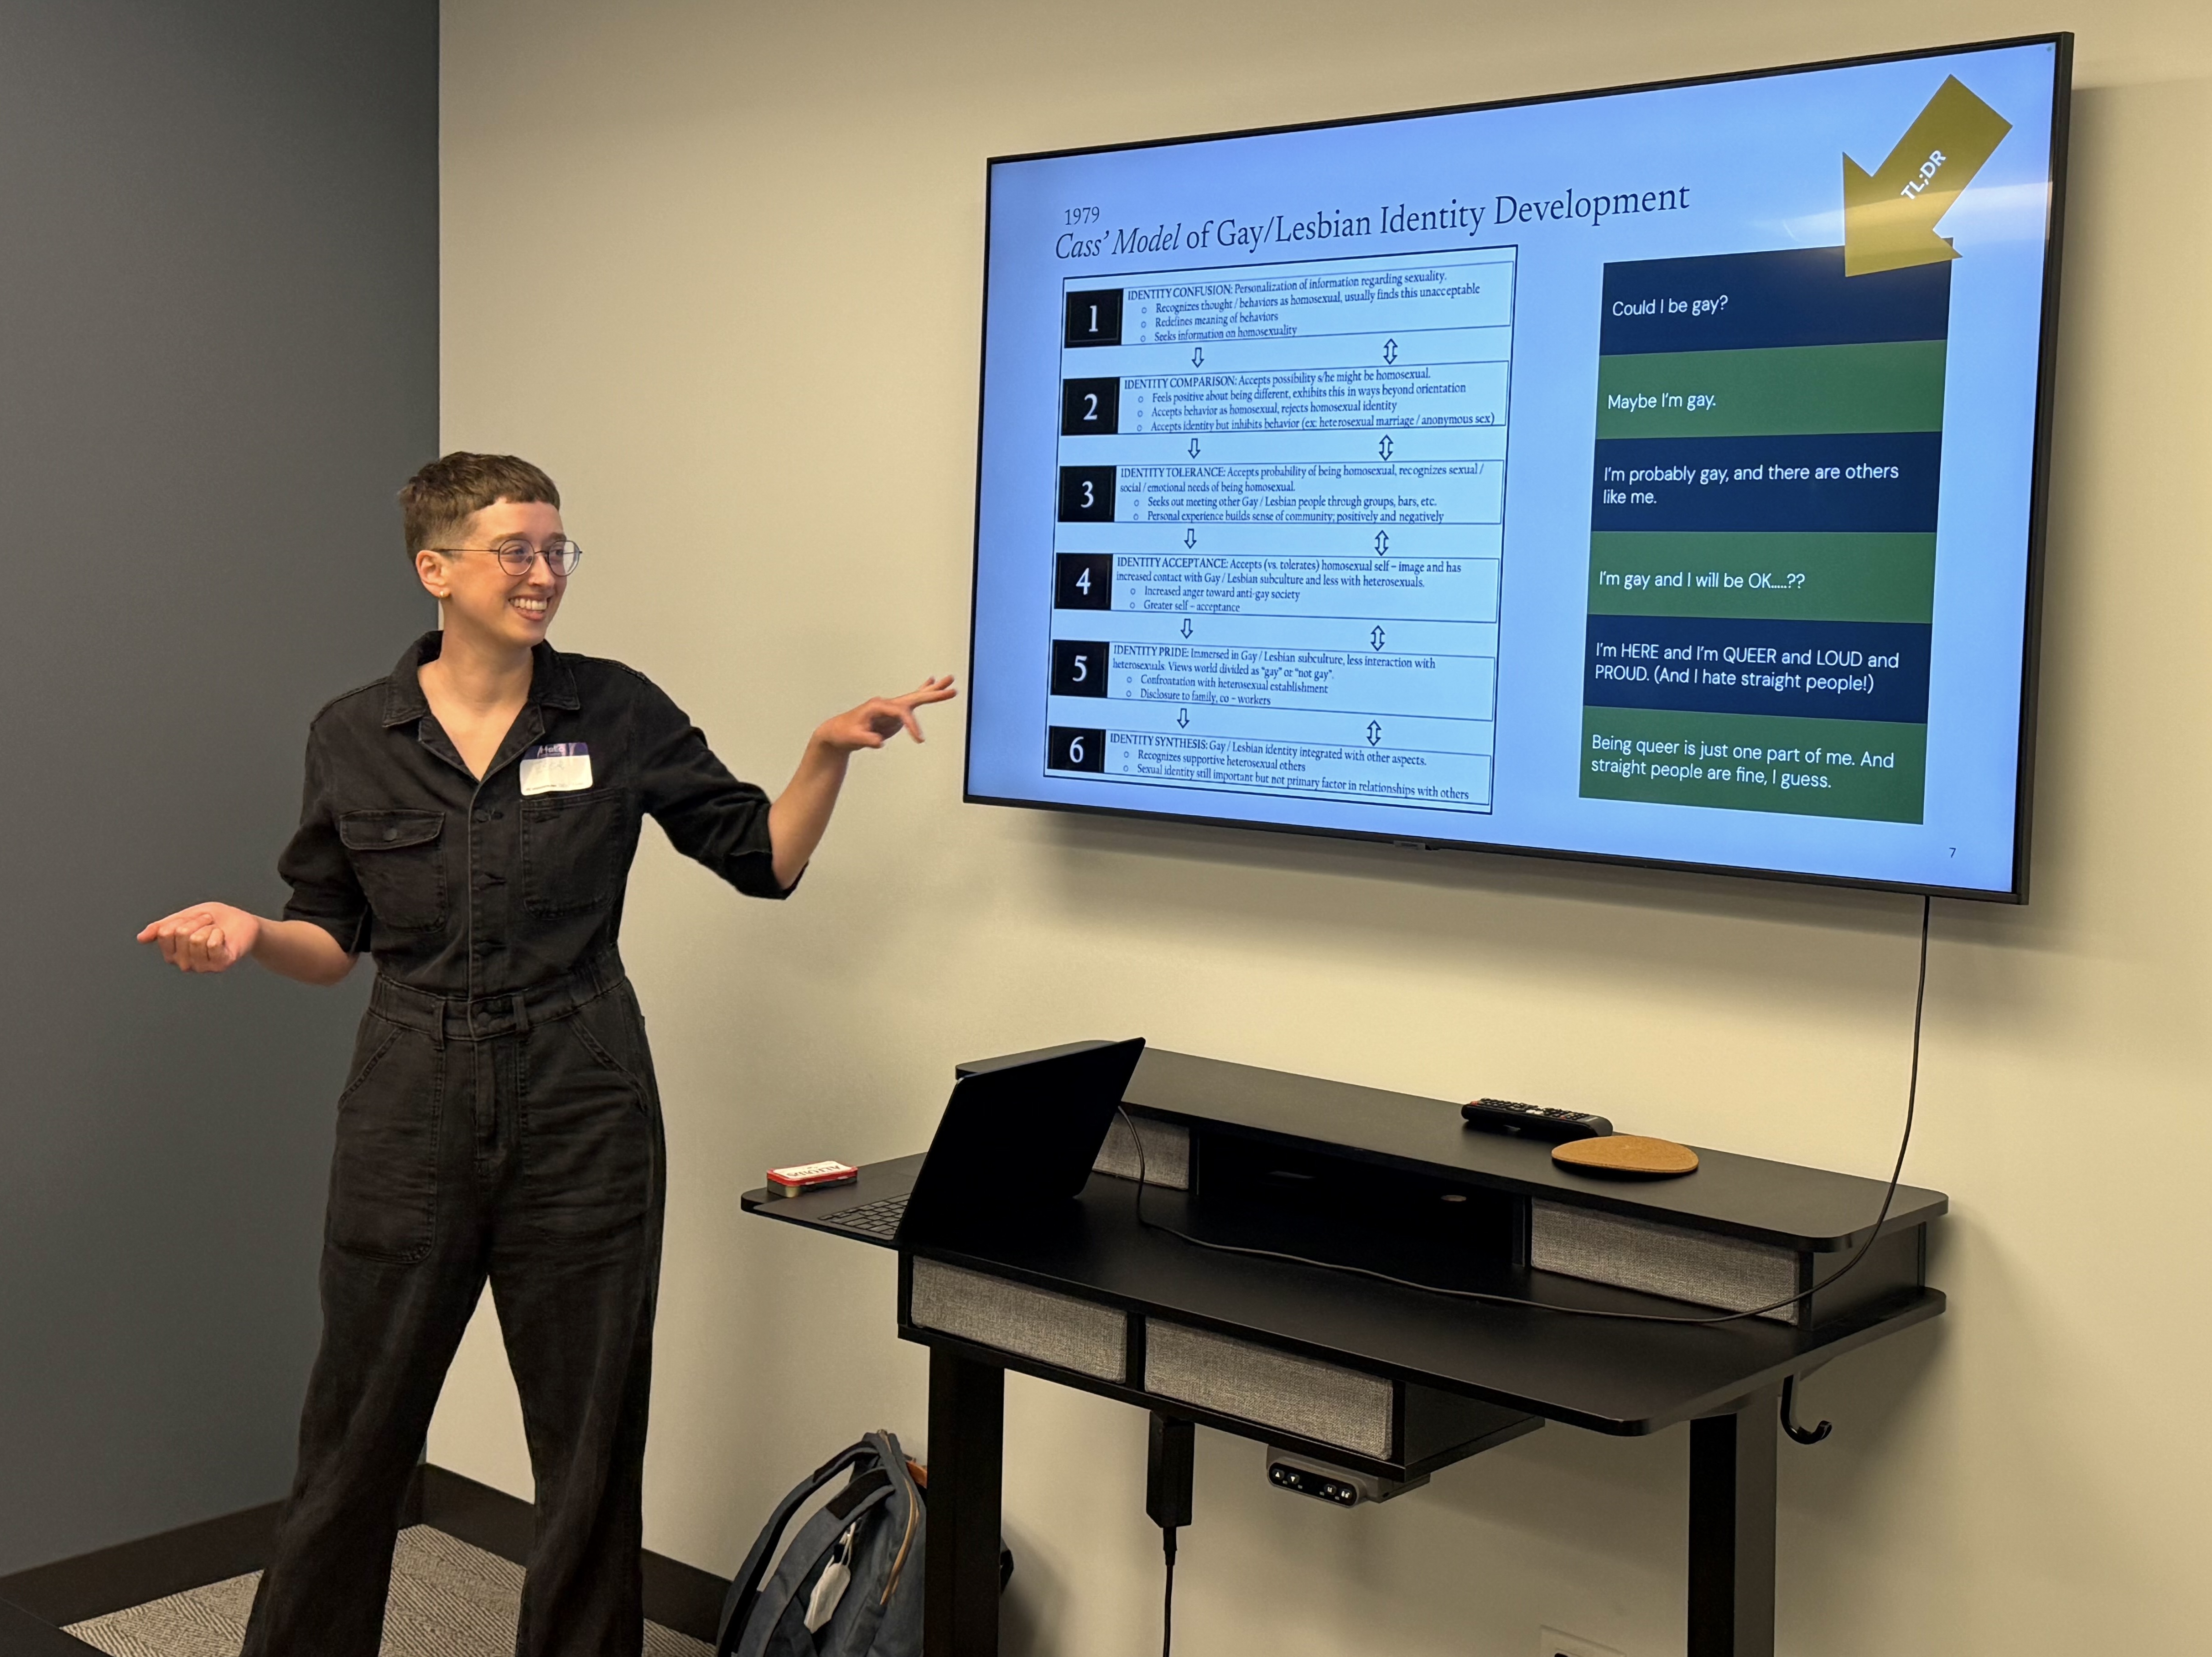 1979
Cass' Model of Gay/Lesbian Identity Development
TL;DR
1
IDENTITY CONFUSION: Personalization of information regarding sexuality.
Recognizes thought / behaviors as homosexual, usually finds this unacceptable
Redefines meaning of behaviors
Seeks information on homosexuality
2
IDENTITY COMPARISON: Accepts possibility s/he might be homosexual.
Feels positive about being different, exhibits this in ways beyond orientation
Accepts behavior as homosexual, rejects homosexual identity
Accepts identity but inhibits behavior (ex: heterosexual marriage / anonymous sex)
3
IDENTITY TOLERANCE: Accepts probability of being homosexual, recognizes sexual /
social / emotional needs of being homosexual.
Seeks out meeting other Gay / Lesbian people through groups, bars, etc.
Personal experience builds sense of community; positively and negatively
4
IDENTITY ACCEPTANCE: Accepts (vs. tolerates) homosexual self – image and has
increased contact with Gay / Lesbian subculture and less with heterosexuals.
Increased anger toward anti-gay society
Greater self – acceptance
5
IDENTITY PRIDE: Immersed in Gay / Lesbian subculture, less interaction with
heterosexuals. Views world divided as "gay" or "not gay".
Confrontation with heterosexual establishment
Disclosure to family, co – workers
6
IDENTITY SYNTHESIS: Gay / Lesbian identity integrated with other aspects.
Recognizes supportive heterosexual others
Sexual identity still important but not primary factor in relationships with others
Could I be gay?
Maybe I'm gay.
I'm probably gay, and there are others
like me.
I'm gay and I will be OK.....??
I'm HERE and I'm QUEER and LOUD and
PROUD. (And I hate straight people!)
Being queer is just one part of me. And
straight people are fine, I guess.
7
Hello
ALTOIDS